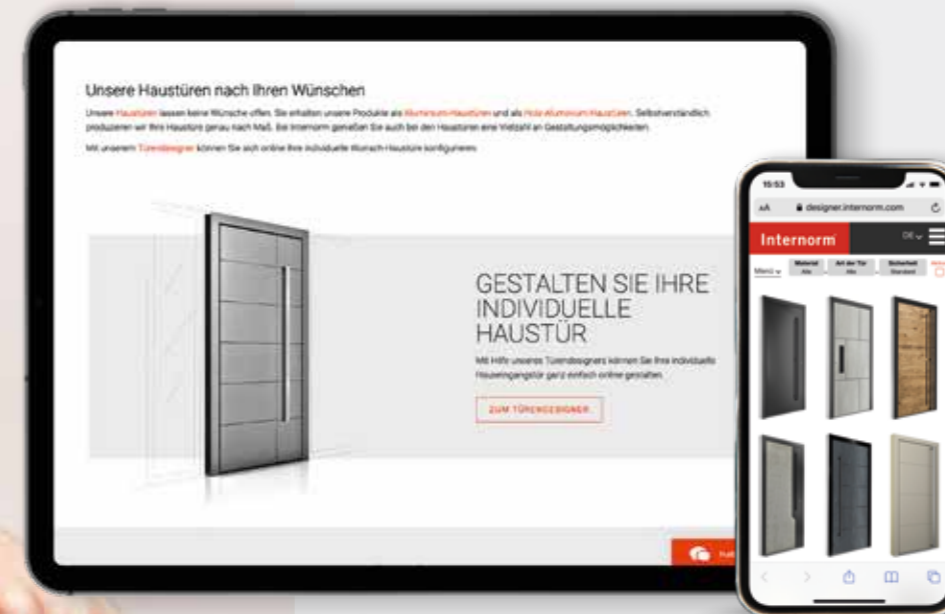 Unsere Haustüren nach Ihren Wünschen
Unsere Haustüren lassen keine Wünsche offen. Sie erhalten unsere Produkte als Aluminium-Haustüren und als Holz-Aluminium-Haustüren. Selbstverständlich
produzieren wir Ihre Haustüre genau nach Maß. Bei Internorm genießen Sie auch bei den Haustüren eine Vielzahl an Gestaltungsmöglichkeiten.
Mit unserem Türendesigner können Sie sich online Ihre individuelle Wunsch-Haustüre konfigurieren.
GESTALTEN SIE IHRE
INDIVIDUELLE
HAUSTÜR
Mit Hilfe unseres Türendesigners können Sie Ihre individuelle
Hauseingangstür ganz einfach online gestalten.
ZUM TÜRENDESIGNER
15:53
AA designer.internorm.com
Internorm
DE
Menü
Material Art der Tür Sicherheit
Alle Alle Standard